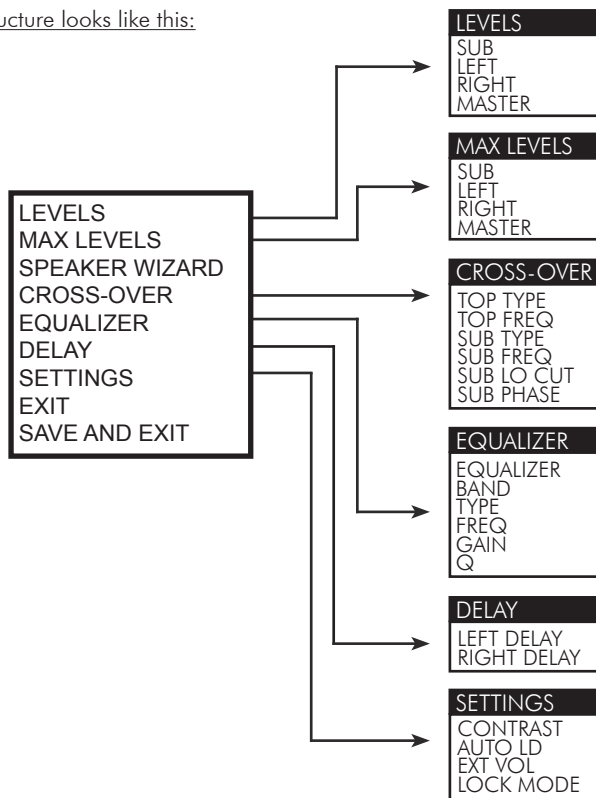 ucture looks like this:
LEVELS
MAX LEVELS
SPEAKER WIZARD
CROSS-OVER
EQUALIZER
DELAY
SETTINGS
EXIT
SAVE AND EXIT
LEVELS
SUB
LEFT
RIGHT
MASTER
MAX LEVELS
SUB
LEFT
RIGHT
MASTER
CROSS-OVER
TOP TYPE
TOP FREQ
SUB TYPE
SUB FREQ
SUB LO CUT
SUB PHASE
EQUALIZER
EQUALIZER
BAND
TYPE
FREQ
GAIN
Q
DELAY
LEFT DELAY
RIGHT DELAY
SETTINGS
CONTRAST
AUTO LD
EXT VOL
LOCK MODE